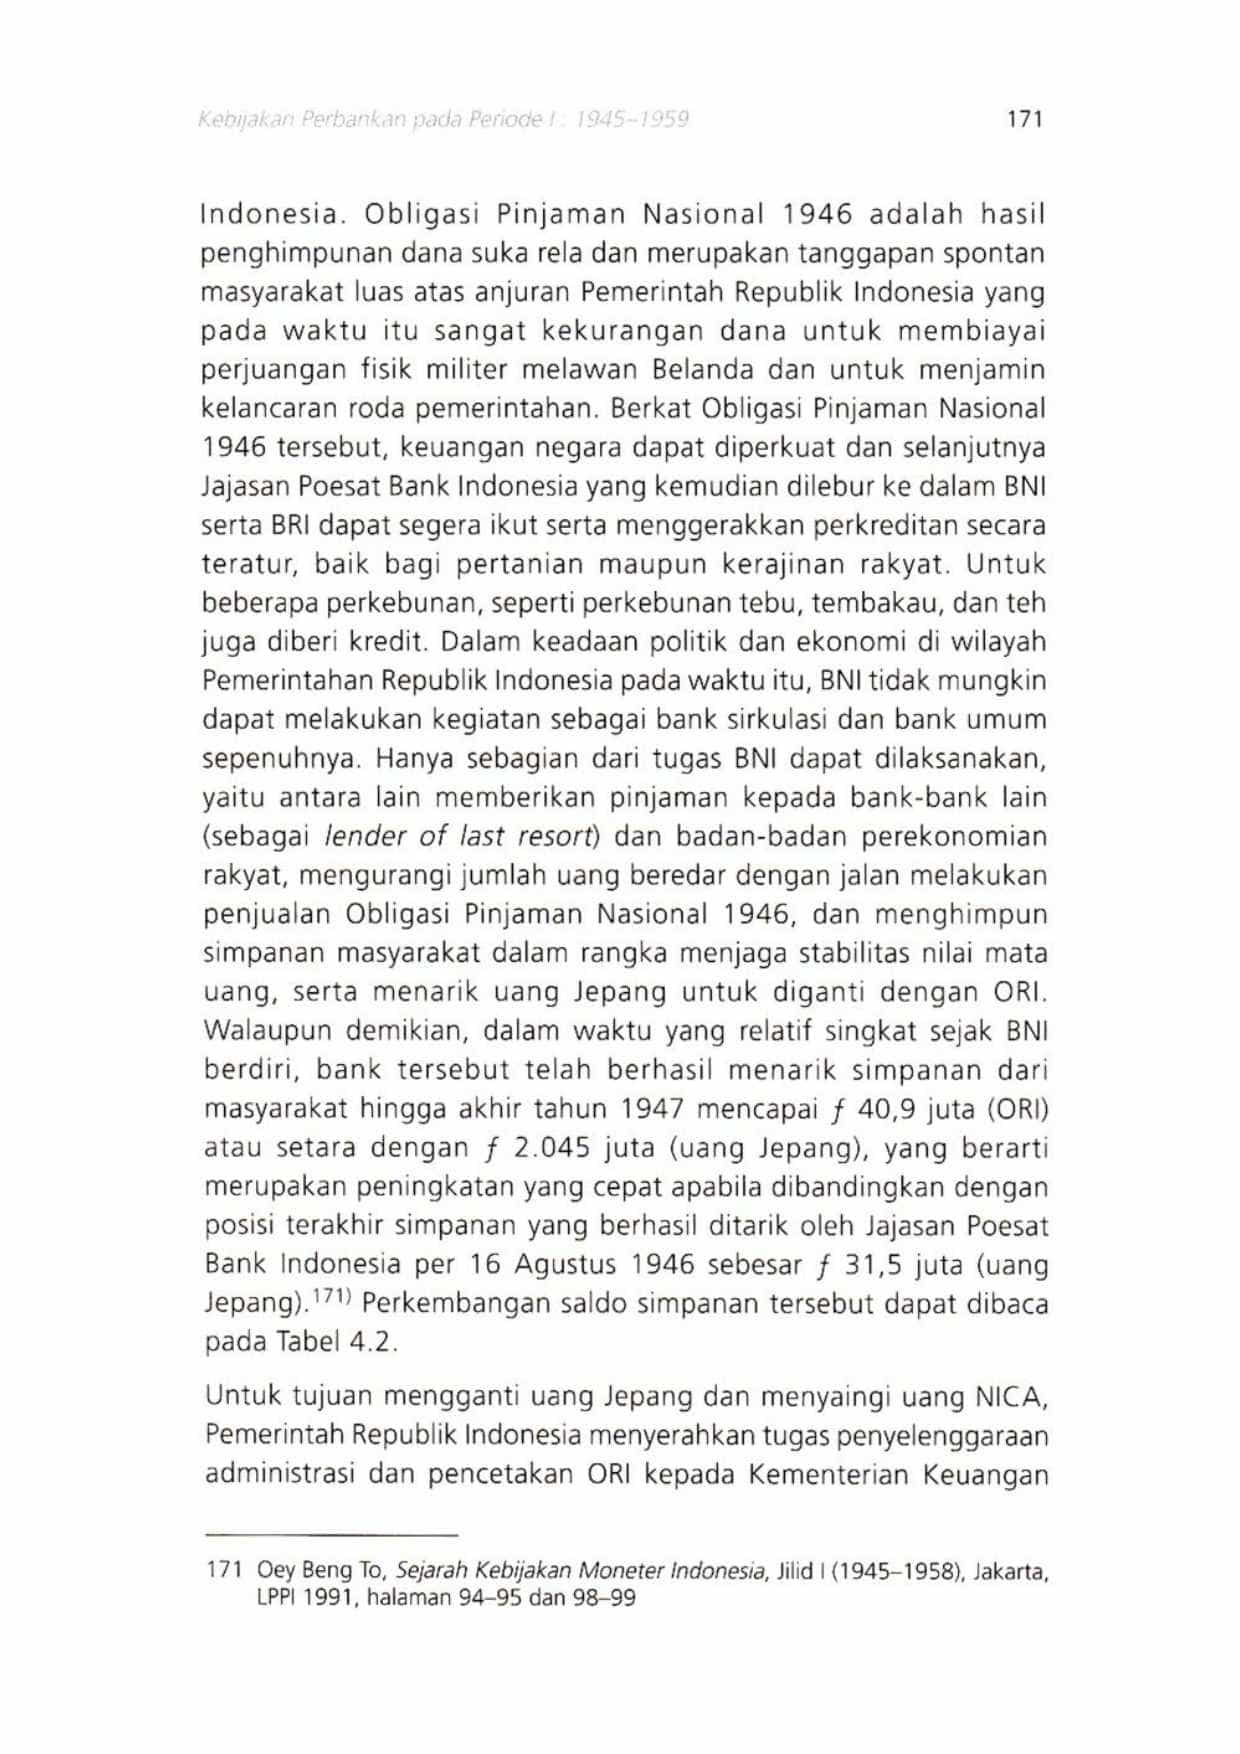 Kebijakan Perbankan pada Periode I : 1945–1959 171
Indonesia. Obligasi Pinjaman Nasional 1946 adalah hasil
penghimpunan dana suka rela dan merupakan tanggapan spontan
masyarakat luas atas anjuran Pemerintah Republik Indonesia yang
pada waktu itu sangat kekurangan dana untuk membiayai
perjuangan fisik militer melawan Belanda dan untuk menjamin
kelancaran roda pemerintahan. Berkat Obligasi Pinjaman Nasional
1946 tersebut, keuangan negara dapat diperkuat dan selanjutnya
Jajasan Poesat Bank Indonesia yang kemudian dilebur ke dalam BNI
serta BRI dapat segera ikut serta menggerakkan perkreditan secara
teratur, baik bagi pertanian maupun kerajinan rakyat. Untuk
beberapa perkebunan, seperti perkebunan tebu, tembakau, dan teh
juga diberi kredit. Dalam keadaan politik dan ekonomi di wilayah
Pemerintahan Republik Indonesia pada waktu itu, BNI tidak mungkin
dapat melakukan kegiatan sebagai bank sirkulasi dan bank umum
sepenuhnya. Hanya sebagian dari tugas BNI dapat dilaksanakan,
yaitu antara lain memberikan pinjaman kepada bank-bank lain
(sebagai lender of last resort) dan badan-badan perekonomian
rakyat, mengurangi jumlah uang beredar dengan jalan melakukan
penjualan Obligasi Pinjaman Nasional 1946, dan menghimpun
simpanan masyarakat dalam rangka menjaga stabilitas nilai mata
uang, serta menarik uang Jepang untuk diganti dengan ORI.
Walaupun demikian, dalam waktu yang relatif singkat sejak BNI
berdiri, bank tersebut telah berhasil menarik simpanan dari
masyarakat hingga akhir tahun 1947 mencapai ƒ 40,9 juta (ORI)
atau setara dengan ƒ 2.045 juta (uang Jepang), yang berarti
merupakan peningkatan yang cepat apabila dibandingkan dengan
posisi terakhir simpanan yang berhasil ditarik oleh Jajasan Poesat
Bank Indonesia per 16 Agustus 1946 sebesar ƒ 31,5 juta (uang
Jepang).171) Perkembangan saldo simpanan tersebut dapat dibaca
pada Tabel 4.2.
Untuk tujuan mengganti uang Jepang dan menyaingi uang NICA,
Pemerintah Republik Indonesia menyerahkan tugas penyelenggaraan
administrasi dan pencetakan ORI kepada Kementerian Keuangan
171 Oey Beng To, Sejarah Kebijakan Moneter Indonesia, Jilid I (1945–1958), Jakarta,
LPPI 1991, halaman 94–95 dan 98–99